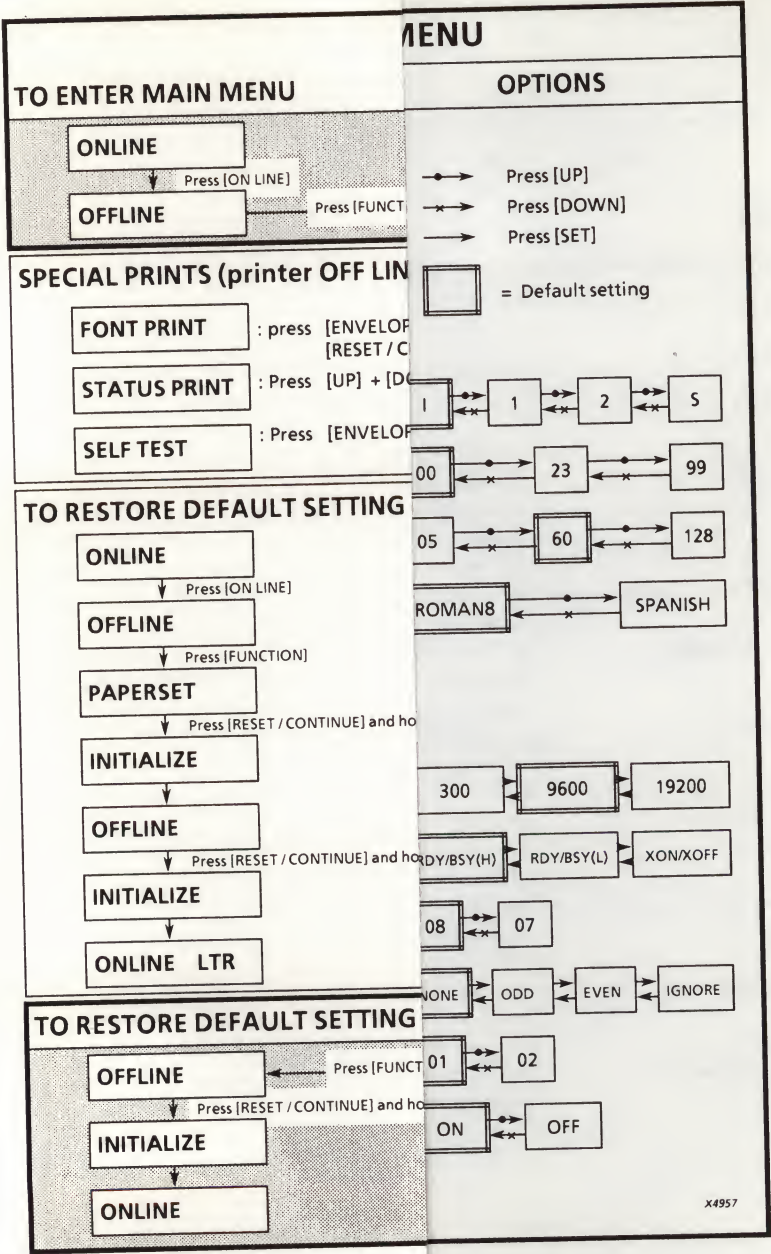 MENU
TO ENTER MAIN MENU
ONLINE
Press [ON LINE]
OFFLINE
Press [FUNCT
SPECIAL PRINTS (printer OFF LIN
FONT PRINT : press [ENVELOP
[RESET / C
STATUS PRINT : Press [UP] + [DO
SELF TEST : Press [ENVELOP
TO RESTORE DEFAULT SETTING
ONLINE
Press [ON LINE]
OFFLINE
Press [FUNCTION]
PAPERSET
Press [RESET / CONTINUE] and ho
INITIALIZE
OFFLINE
Press [RESET / CONTINUE] and ho
INITIALIZE
ONLINE LTR
TO RESTORE DEFAULT SETTING
OFFLINE
Press [FUNCT
Press [RESET / CONTINUE] and ho
INITIALIZE
ONLINE
OPTIONS
Press [UP]
Press [DOWN]
Press [SET]
= Default setting
I 1 2 S
00 23 99
05 60 128
ROMAN8 SPANISH
300 9600 19200
RDY/BSY(H) RDY/BSY(L) XON/XOFF
08 07
NONE ODD EVEN IGNORE
01 02
ON OFF
X4957